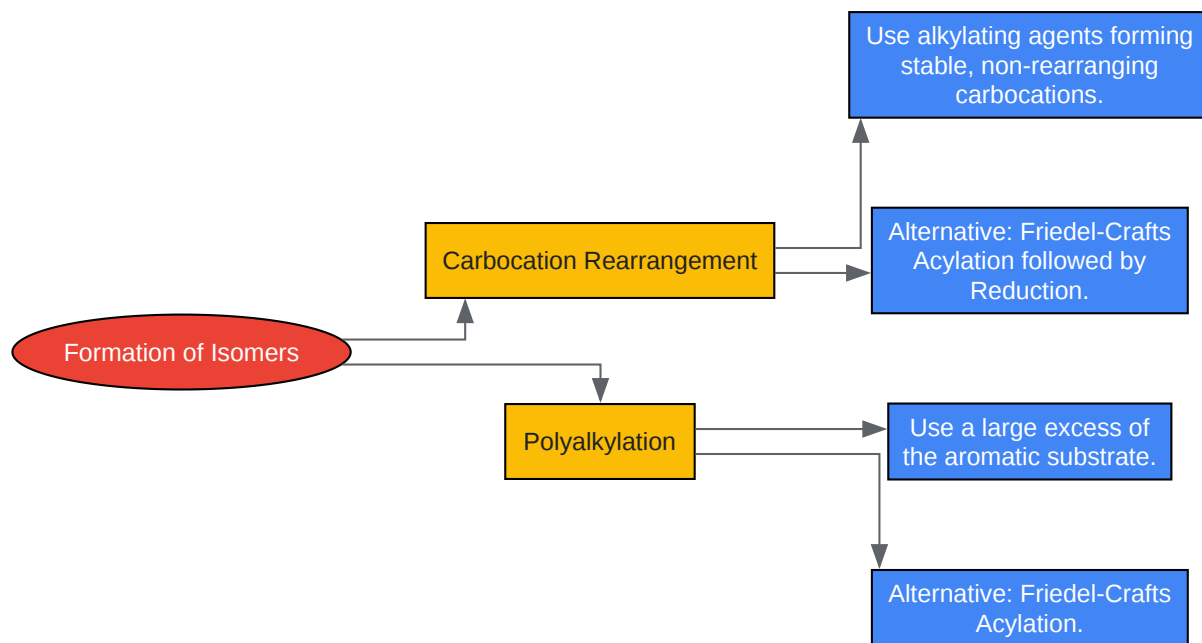 Use alkylating agents forming
stable, non-rearranging
carbocations.
Carbocation Rearrangement
Alternative: Friedel-Crafts
Acylation followed by
Reduction.
Formation of Isomers
Polyalkylation
Use a large excess of
the aromatic substrate.
Alternative: Friedel-Crafts
Acylation.